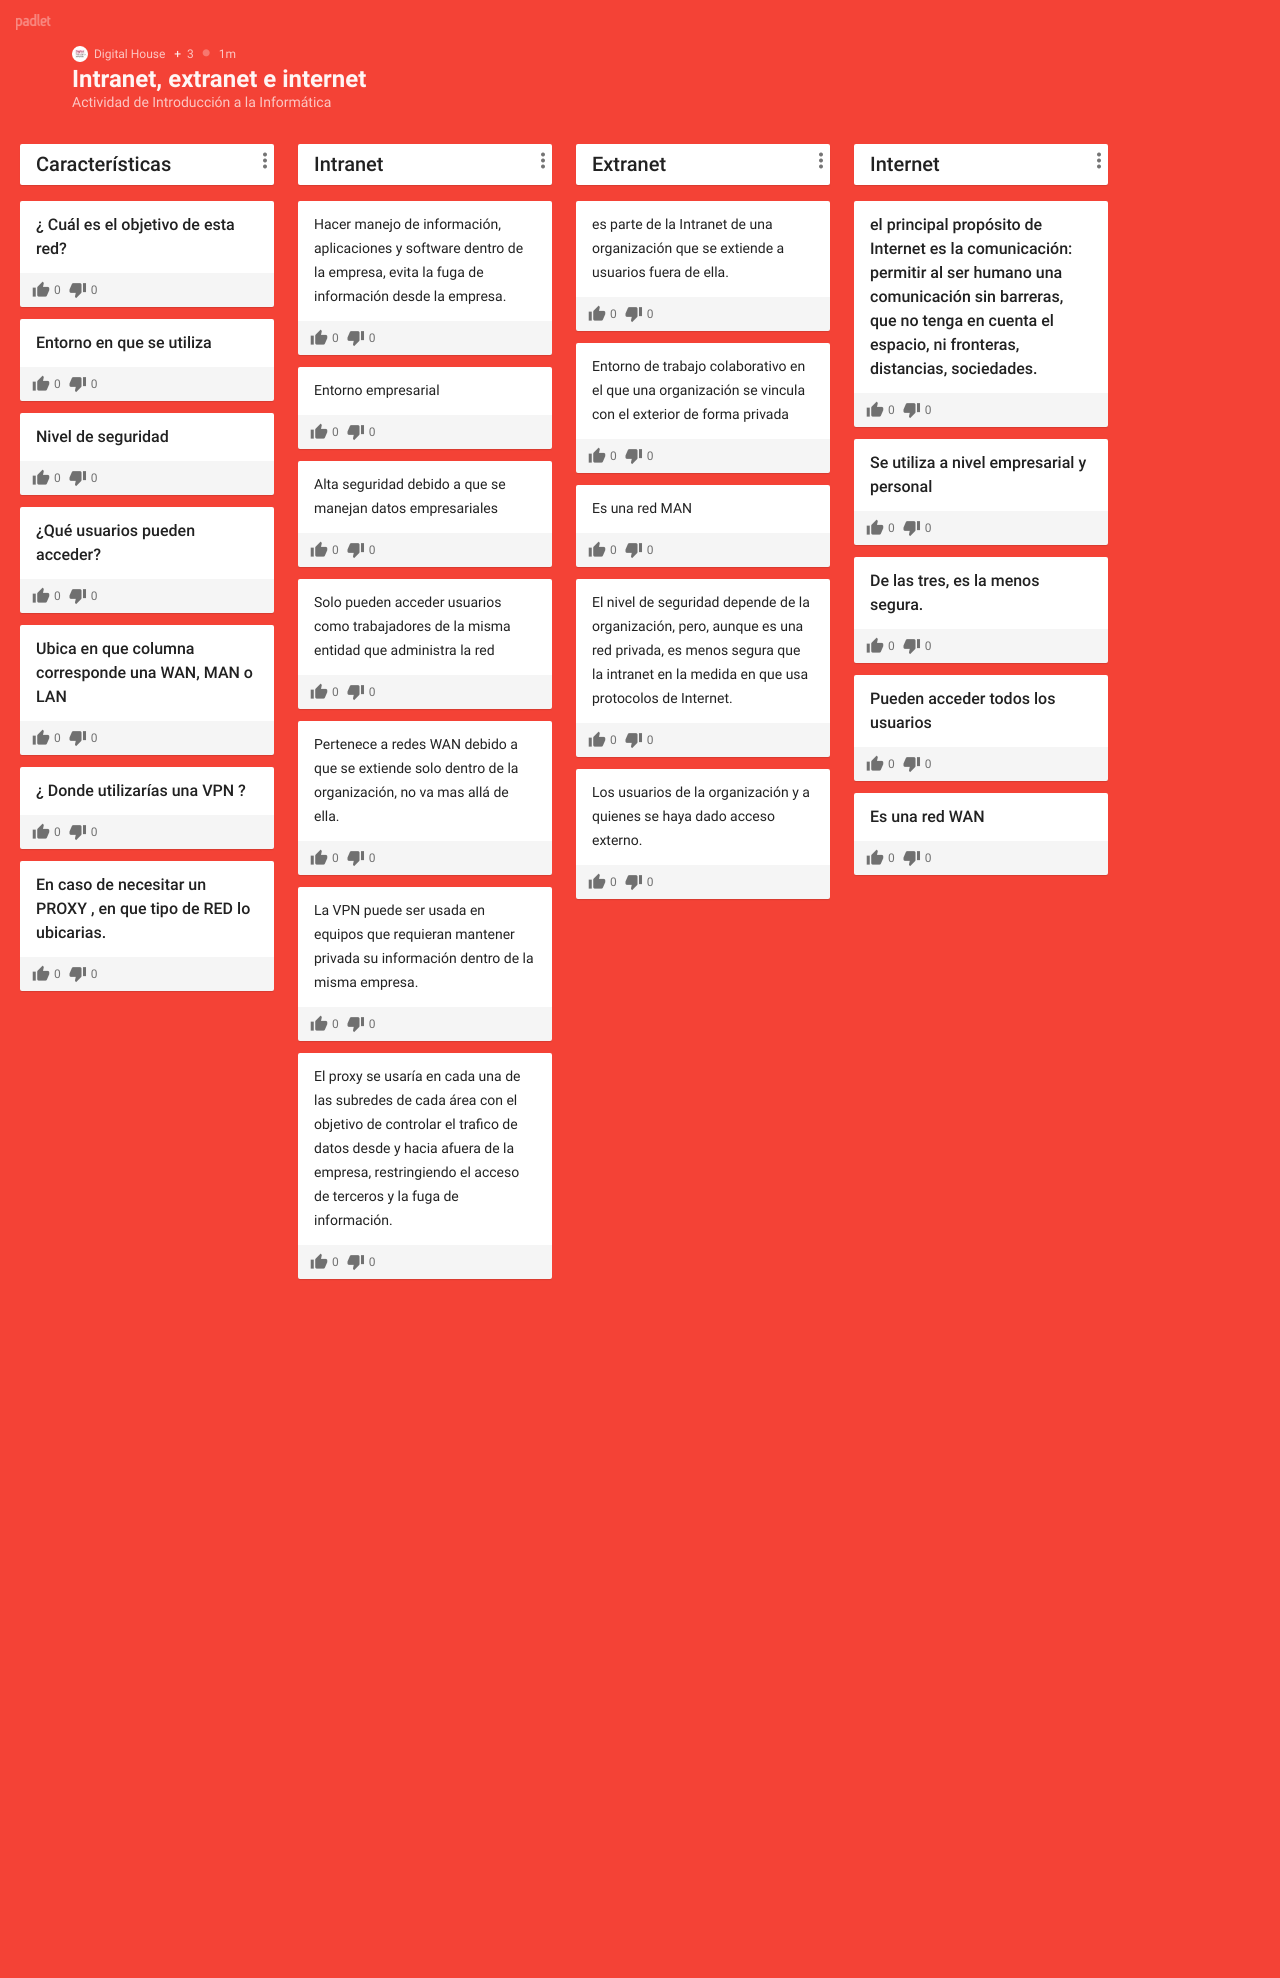 padlet
Digital House + 3 1m
Intranet, extranet e internet
Actividad de Introducción a la Informática
Características
¿ Cuál es el objetivo de esta
red?
0 0
Entorno en que se utiliza
0 0
Nivel de seguridad
0 0
¿Qué usuarios pueden
acceder?
0 0
Ubica en que columna
corresponde una WAN, MAN o
LAN
0 0
¿ Donde utilizarías una VPN ?
0 0
En caso de necesitar un
PROXY , en que tipo de RED lo
ubicarias.
0 0
Intranet
Hacer manejo de información,
aplicaciones y software dentro de
la empresa, evita la fuga de
información desde la empresa.
0 0
Entorno empresarial
0 0
Alta seguridad debido a que se
manejan datos empresariales
0 0
Solo pueden acceder usuarios
como trabajadores de la misma
entidad que administra la red
0 0
Pertenece a redes WAN debido a
que se extiende solo dentro de la
organización, no va mas allá de
ella.
0 0
La VPN puede ser usada en
equipos que requieran mantener
privada su información dentro de la
misma empresa.
0 0
El proxy se usaría en cada una de
las subredes de cada área con el
objetivo de controlar el trafico de
datos desde y hacia afuera de la
empresa, restringiendo el acceso
de terceros y la fuga de
información.
0 0
Extranet
es parte de la Intranet de una
organización que se extiende a
usuarios fuera de ella.
0 0
Entorno de trabajo colaborativo en
el que una organización se vincula
con el exterior de forma privada
0 0
Es una red MAN
0 0
El nivel de seguridad depende de la
organización, pero, aunque es una
red privada, es menos segura que
la intranet en la medida en que usa
protocolos de Internet.
0 0
Los usuarios de la organización y a
quienes se haya dado acceso
externo.
0 0
Internet
el principal propósito de
Internet es la comunicación:
permitir al ser humano una
comunicación sin barreras,
que no tenga en cuenta el
espacio, ni fronteras,
distancias, sociedades.
0 0
Se utiliza a nivel empresarial y
personal
0 0
De las tres, es la menos
segura.
0 0
Pueden acceder todos los
usuarios
0 0
Es una red WAN
0 0